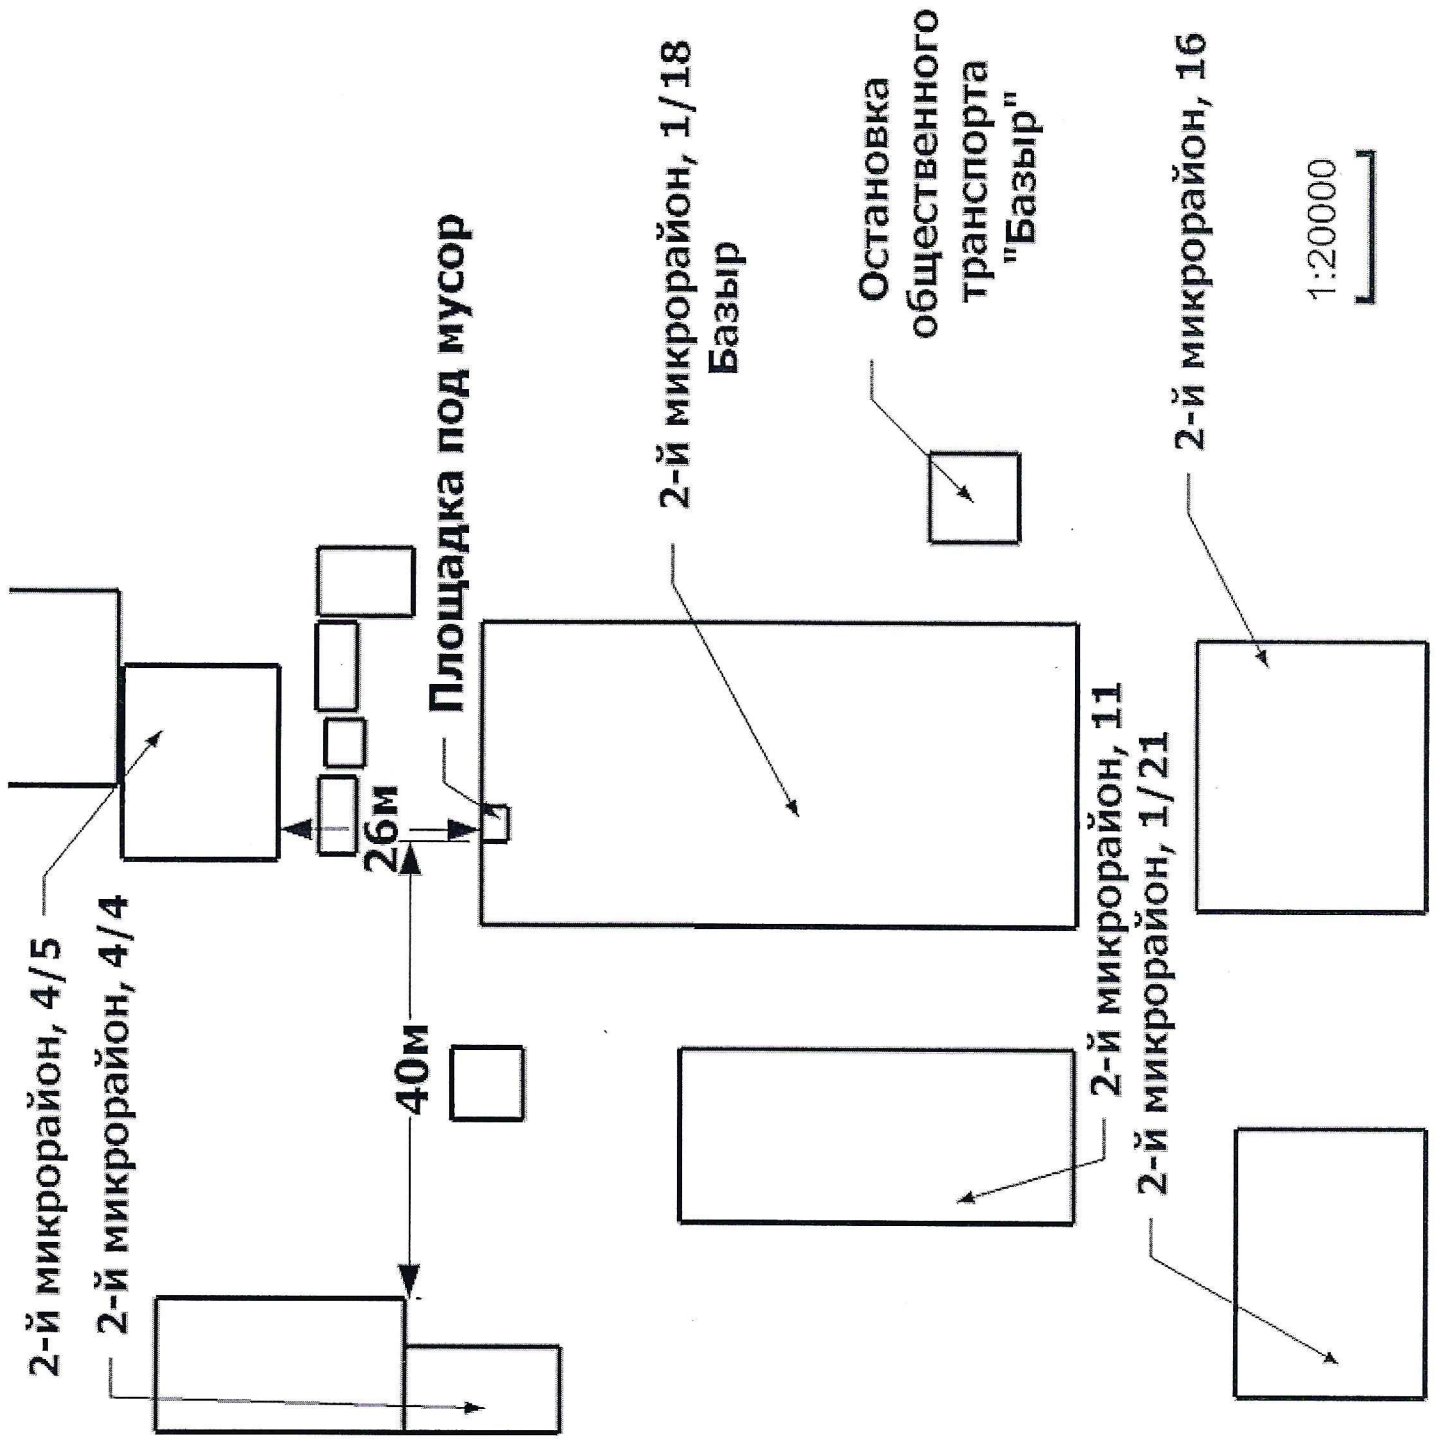 2-й микрорайон, 4/5
2-й микрорайон, 4/4
26м
40м
Площадка под мусор
2-й микрорайон, 1/18
Базыр
Остановка
общественного
транспорта
"Базыр"
2-й микрорайон, 11
2-й микрорайон, 1/21
2-й микрорайон, 16
1:20000